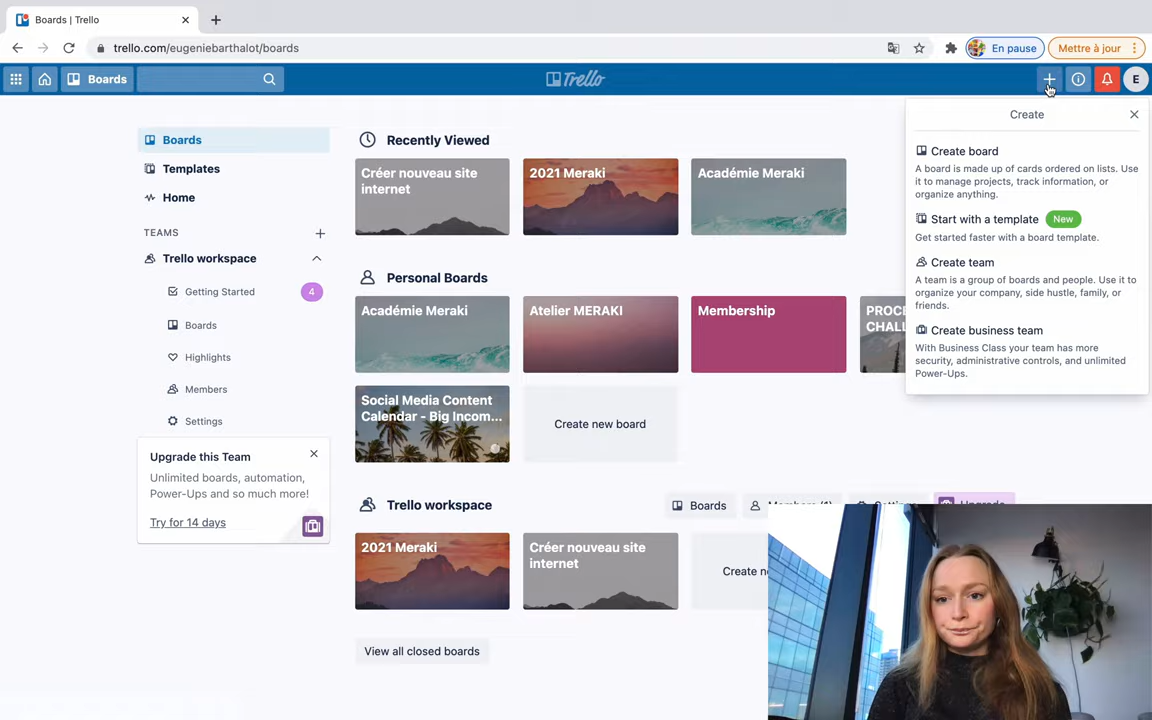 Boards | Trello
trello.com/eugeniebarthalot/boards
En pause
Mettre à jour
Boards
Trello
E
Boards
Templates
Home
TEAMS
Trello workspace
Getting Started
4
Boards
Highlights
Members
Settings
Upgrade this Team
Unlimited boards, automation,
Power-Ups and so much more!
Try for 14 days
Recently Viewed
Créer nouveau site
internet
2021 Meraki
Académie Meraki
Personal Boards
Académie Meraki
Atelier MERAKI
Membership
Social Media Content
Calendar - Big Incom...
Create new board
Trello workspace
Boards
Members (1)
Settings
Upgrade
2021 Meraki
Créer nouveau site
internet
View all closed boards
Create
Create board
A board is made up of cards ordered on lists. Use
it to manage projects, track information, or
organize anything.
Start with a template
New
Get started faster with a board template.
Create team
A team is a group of boards and people. Use it to
organize your company, side hustle, family, or
friends.
Create business team
With Business Class your team has more
security, administrative controls, and unlimited
Power-Ups.